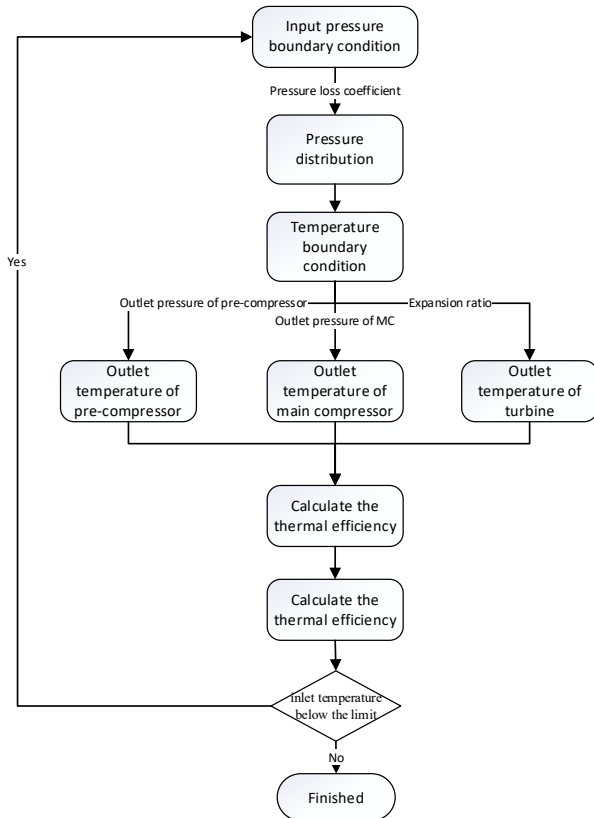 Input pressure
boundary condition
Pressure loss coefficient
Pressure
distribution
Temperature
boundary
condition
Yes
Outlet pressure of pre-compressor
Expansion ratio
Outlet pressure of MC
Outlet
temperature of
pre-compressor
Outlet
temperature of
main compressor
Outlet
temperature of
turbine
Calculate the
thermal efficiency
Calculate the
thermal efficiency
inlet temperature
below the limit
No
Finished